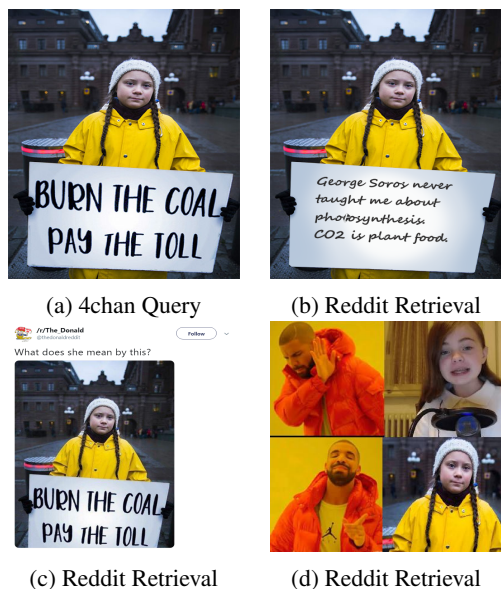 BURN THE COAL
PAY THE TOLL
George Soros never
taught me about
photosynthesis.
CO2 is plant food.
(a) 4chan Query
(b) Reddit Retrieval
/r/The_Donald
@thedonaldreddit
Follow
What does she mean by this?
BURN THE COAL
PAY THE TOLL
(c) Reddit Retrieval
(d) Reddit Retrieval